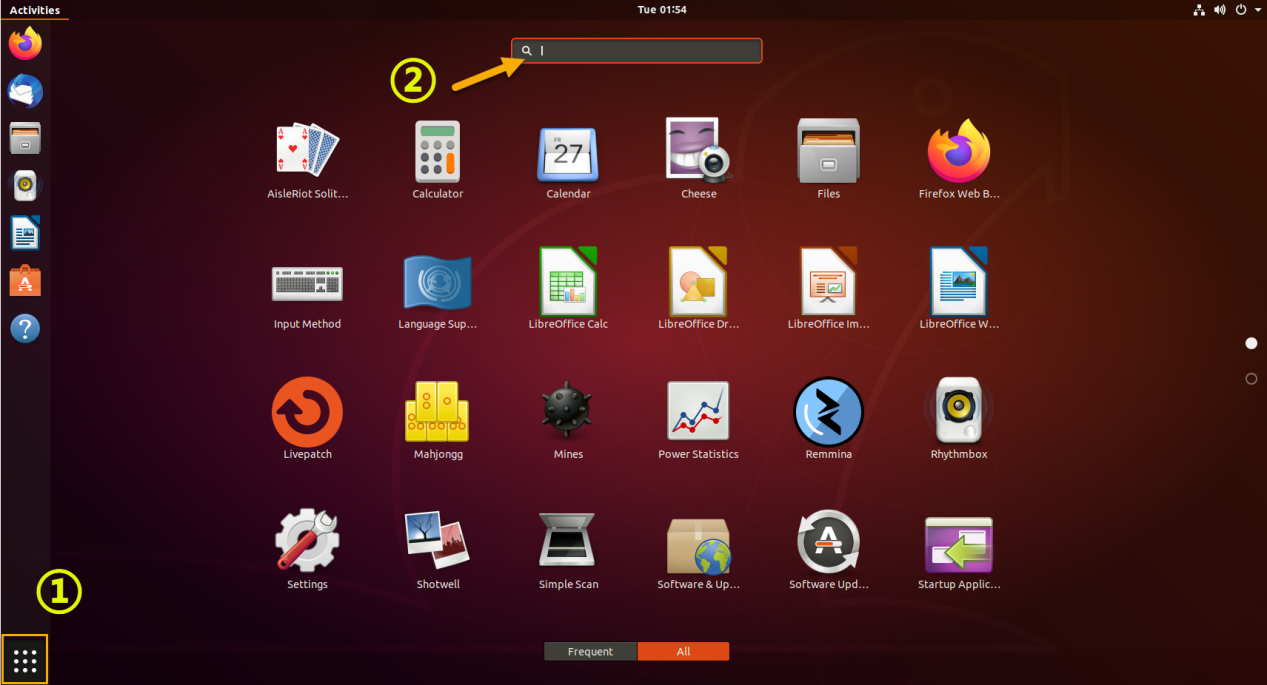 Activities
Tue 01:54
②
AisleRiot Solit...
Calculator
FR
27
Calendar
Cheese
Files
Firefox Web B...
Input Method
Language Sup...
LibreOffice Calc
LibreOffice Dr...
LibreOffice Im...
LibreOffice W...
Livepatch
Mahjongg
Mines
Power Statistics
Remmina
Rhythmbox
Settings
Shotwell
Simple Scan
Software & Up...
Software Upd...
Startup Applic...
①
Frequent
All